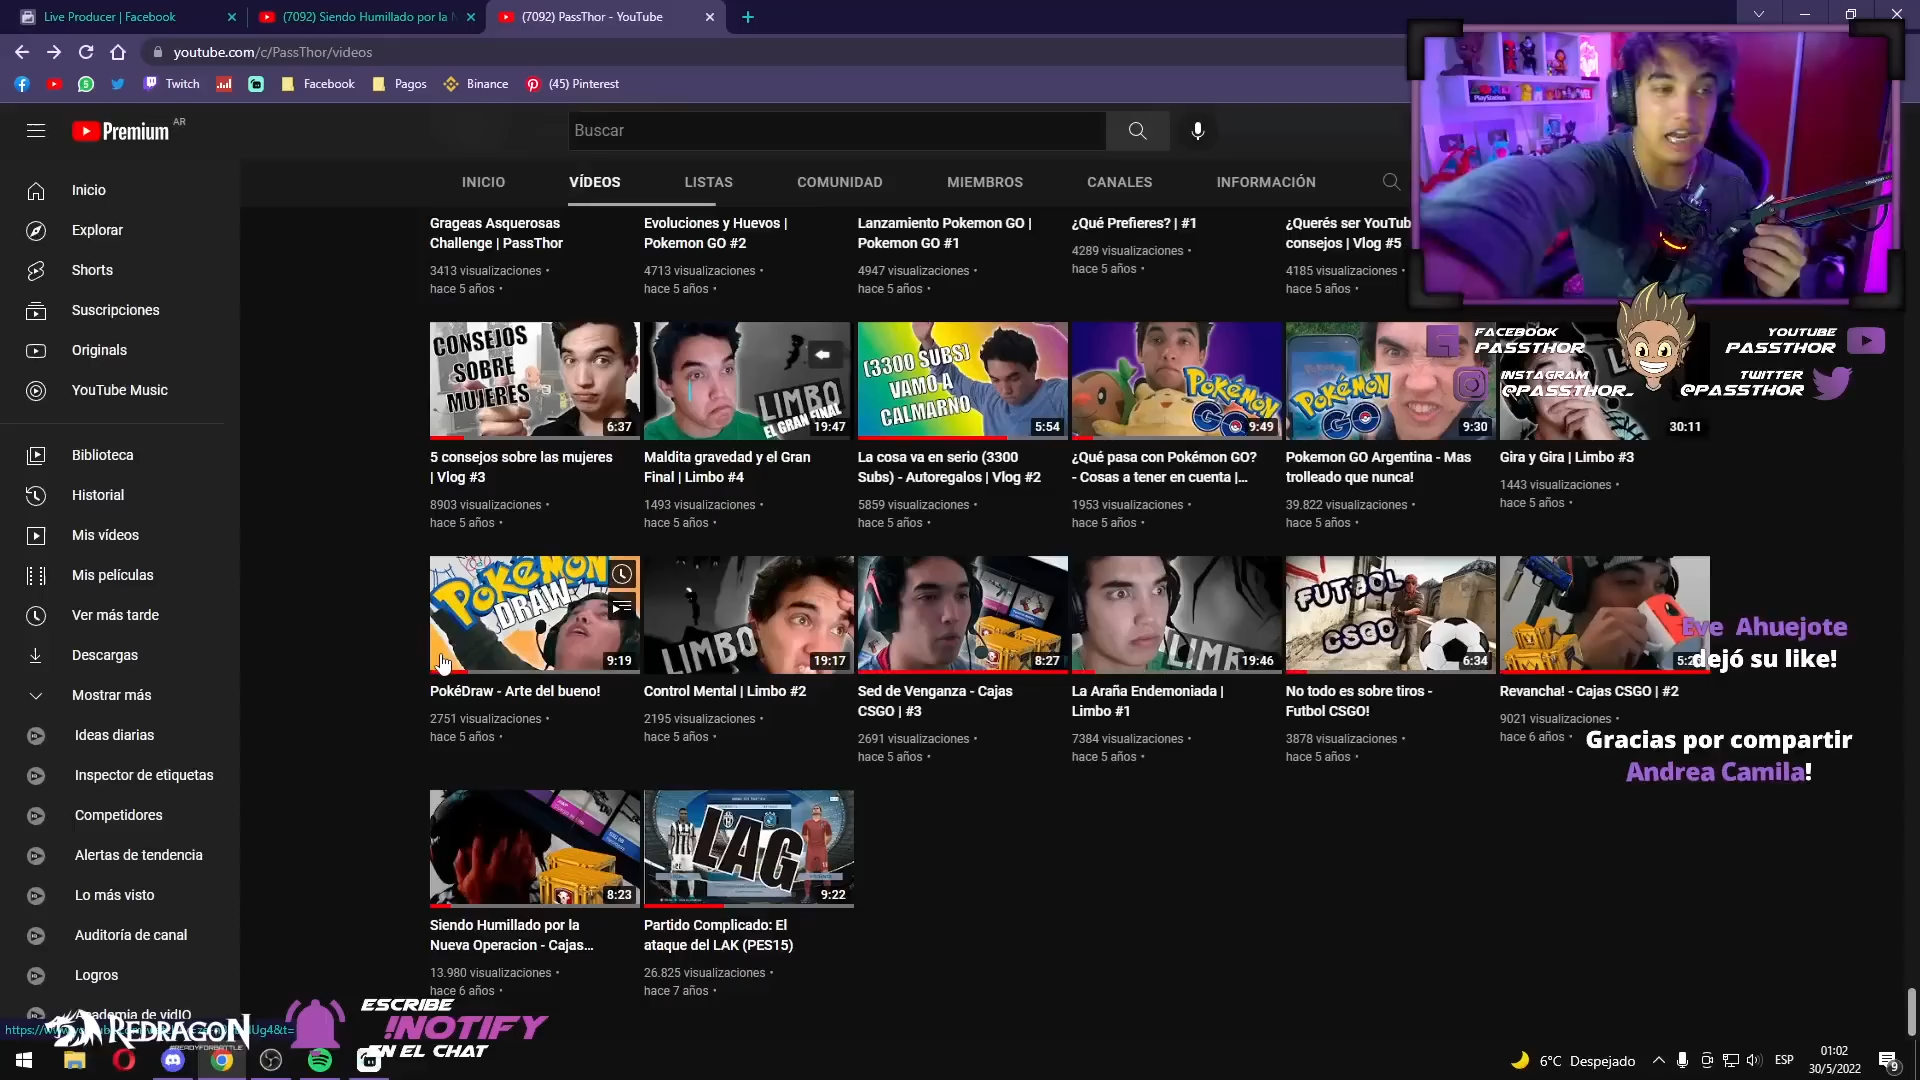 Live Producer | Facebook
(7092) Siendo Humillado por la N
(7092) PassThor - YouTube
youtube.com/c/PassThor/videos
Twitch
Facebook
Pagos
Binance
(45) Pinterest
Premium AR
Buscar
INICIO
VÍDEOS
LISTAS
COMUNIDAD
MIEMBROS
CANALES
INFORMACIÓN
Inicio
Explorar
Shorts
Suscripciones
Originals
YouTube Music
Biblioteca
Historial
Mis vídeos
Mis películas
Ver más tarde
Descargas
Mostrar más
Ideas diarias
Inspector de etiquetas
Competidores
Alertas de tendencia
Lo más visto
Auditoría de canal
Logros
Academia de vidIQ
Grageas Asquerosas
Challenge | PassThor
3413 visualizaciones •
hace 5 años •
Evoluciones y Huevos |
Pokemon GO #2
4713 visualizaciones •
hace 5 años •
Lanzamiento Pokemon GO |
Pokemon GO #1
4947 visualizaciones •
hace 5 años •
¿Qué Prefieres? | #1
4289 visualizaciones •
hace 5 años •
¿Querés ser YouTub
consejos | Vlog #5
4185 visualizaciones •
hace 5 años •
PlayStation
MARVEL
FACEBOOK
PASSTHOR
YOUTUBE
PASSTHOR
INSTAGRAM
@PASSTHOR_
TWITTER
@PASSTHOR
CONSEJOS
SOBRE
MUJERES
6:37
5 consejos sobre las mujeres
| Vlog #3
8903 visualizaciones •
hace 5 años •
LIMBO
EL GRAN FINAL
19:47
Maldita gravedad y el Gran
Final | Limbo #4
1493 visualizaciones •
hace 5 años •
(3300 SUBS)
VAMO A
CALMARNO
5:54
La cosa va en serio (3300
Subs) - Autoregalos | Vlog #2
5859 visualizaciones •
hace 5 años •
POKÉMON
GO
9:49
¿Qué pasa con Pokémon GO?
- Cosas a tener en cuenta |...
1953 visualizaciones •
hace 5 años •
POKÉMON
GO
9:30
Pokemon GO Argentina - Mas
trolleado que nunca!
39.822 visualizaciones •
hace 5 años •
30:11
Gira y Gira | Limbo #3
1443 visualizaciones •
hace 5 años •
POKÉMON
DRAW
9:19
PokéDraw - Arte del bueno!
2751 visualizaciones •
hace 5 años •
LIMBO
19:17
Control Mental | Limbo #2
2195 visualizaciones •
hace 5 años •
8:27
Sed de Venganza - Cajas
CSGO | #3
2691 visualizaciones •
hace 5 años •
LIMB
19:46
La Araña Endemoniada |
Limbo #1
7384 visualizaciones •
hace 5 años •
FUTBOL
CSGO
6:34
No todo es sobre tiros -
Futbol CSGO!
3878 visualizaciones •
hace 5 años •
Revancha! - Cajas CSGO | #2
9021 visualizaciones •
hace 6 años •
Eve Ahuejote
dejó su like!
Gracias por compartir
Andrea Camila!
8:23
Siendo Humillado por la
Nueva Operacion - Cajas...
13.980 visualizaciones •
hace 6 años •
LAG
9:22
Partido Complicado: El
ataque del LAK (PES15)
26.825 visualizaciones •
hace 7 años •
REDRAGON
#READYFORBATTLE
ESCRIBE
!NOTIFY
EN EL CHAT
6°C Despejado
ESP
01:02
30/5/2022
9